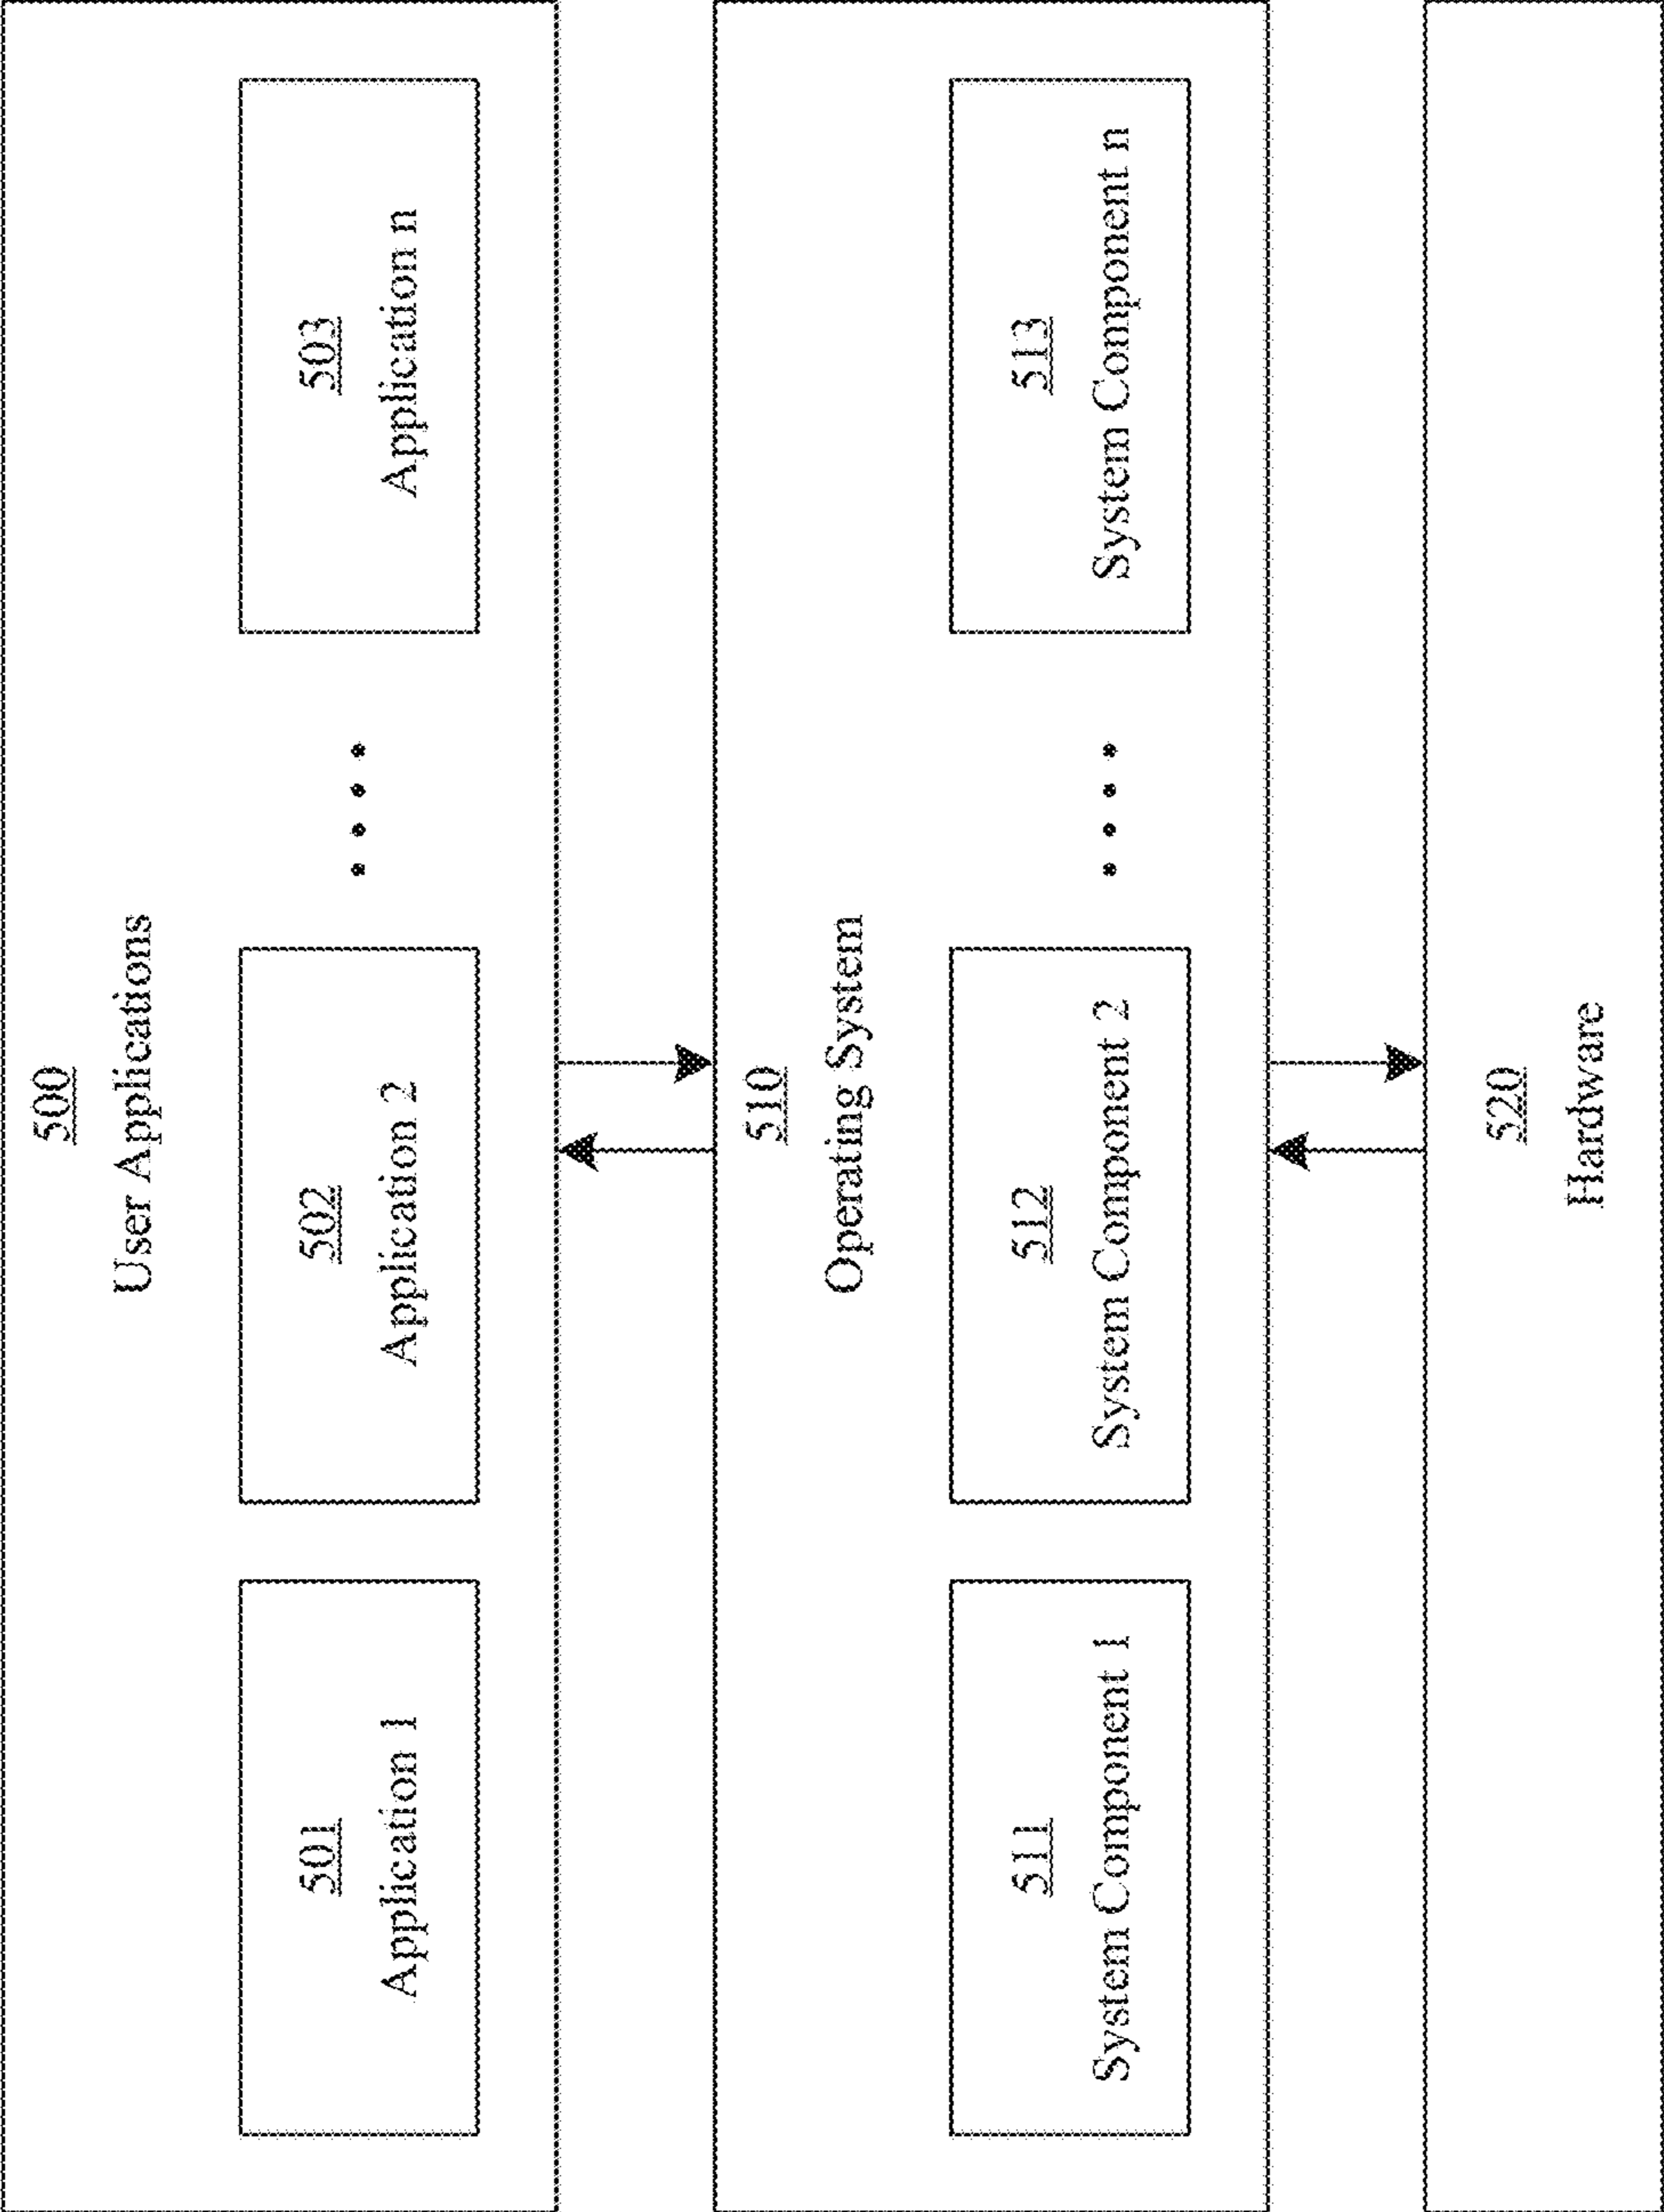 500
User Applications
501
Application 1
502
Application 2
503
Application n
510
Operating System
511
System Component 1
512
System Component 2
513
System Component n
520
Hardware